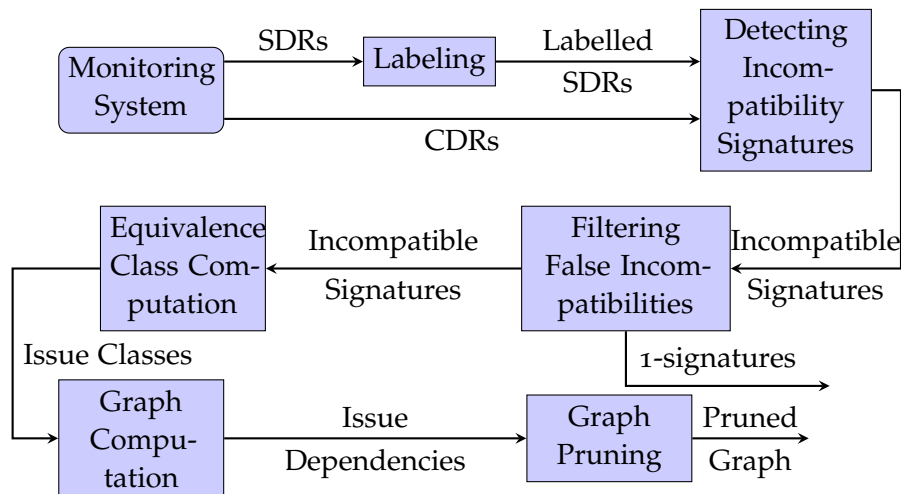 SDRs
Labelled
Detecting
Incom-
patibility
Signatures
Monitoring
System
Labeling
SDRs
CDRs
Equivalence
Class Com-
putation
Incompatible
Signatures
Filtering
False Incom-
patibilities
Incompatible
Signatures
Issue Classes
1-signatures
Graph
Compu-
tation
Issue
Dependencies
Graph
Pruning
Pruned
Graph